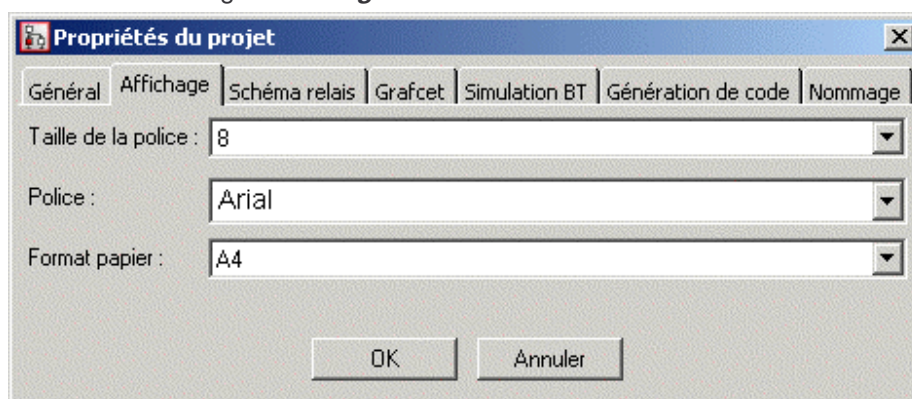 Propriétés du projet
Général Affichage Schéma relais Grafcet Simulation BT Génération de code Nommage
Taille de la police : 8
Police : Arial
Format papier : A4
OK Annuler